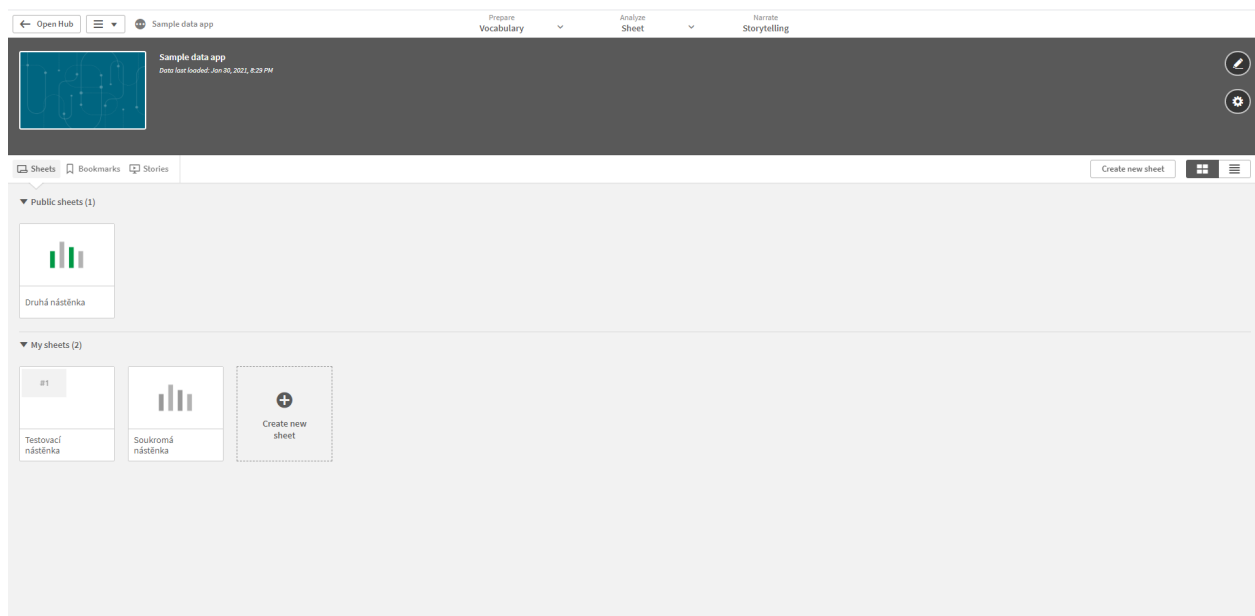 Open Hub
Sample data app
Prepare
Vocabulary
Analyze
Sheet
Narrate
Storytelling
Sample data app
Data last loaded: Jan 30, 2021, 8:29 PM
Sheets
Bookmarks
Stories
Create new sheet
Public sheets (1)
Druhá nástěnka
My sheets (2)
#1
Testovací
nástěnka
Soukromá
nástěnka
Create new
sheet